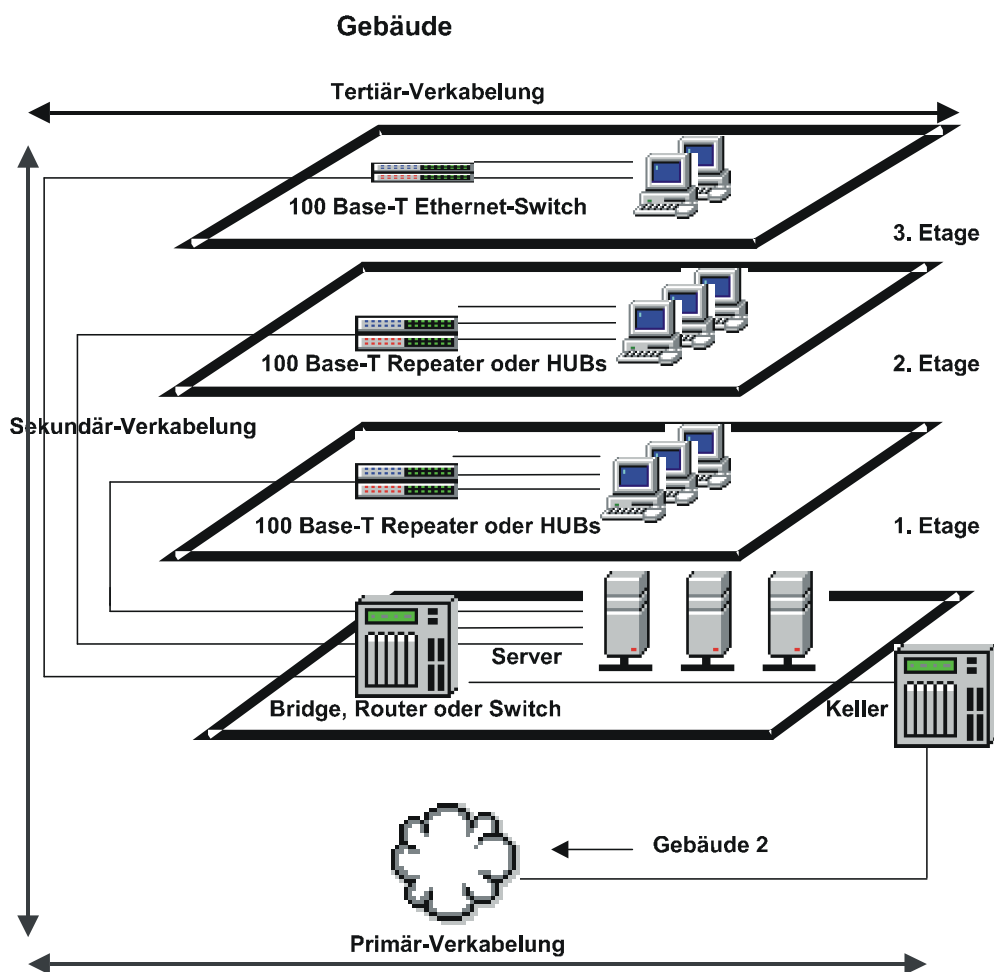 Gebäude
Tertiär-Verkabelung
100 Base-T Ethernet-Switch
3. Etage
100 Base-T Repeater oder HUBs
2. Etage
Sekundär-Verkabelung
100 Base-T Repeater oder HUBs
1. Etage
Server
Bridge, Router oder Switch
Keller
Gebäude 2
Primär-Verkabelung